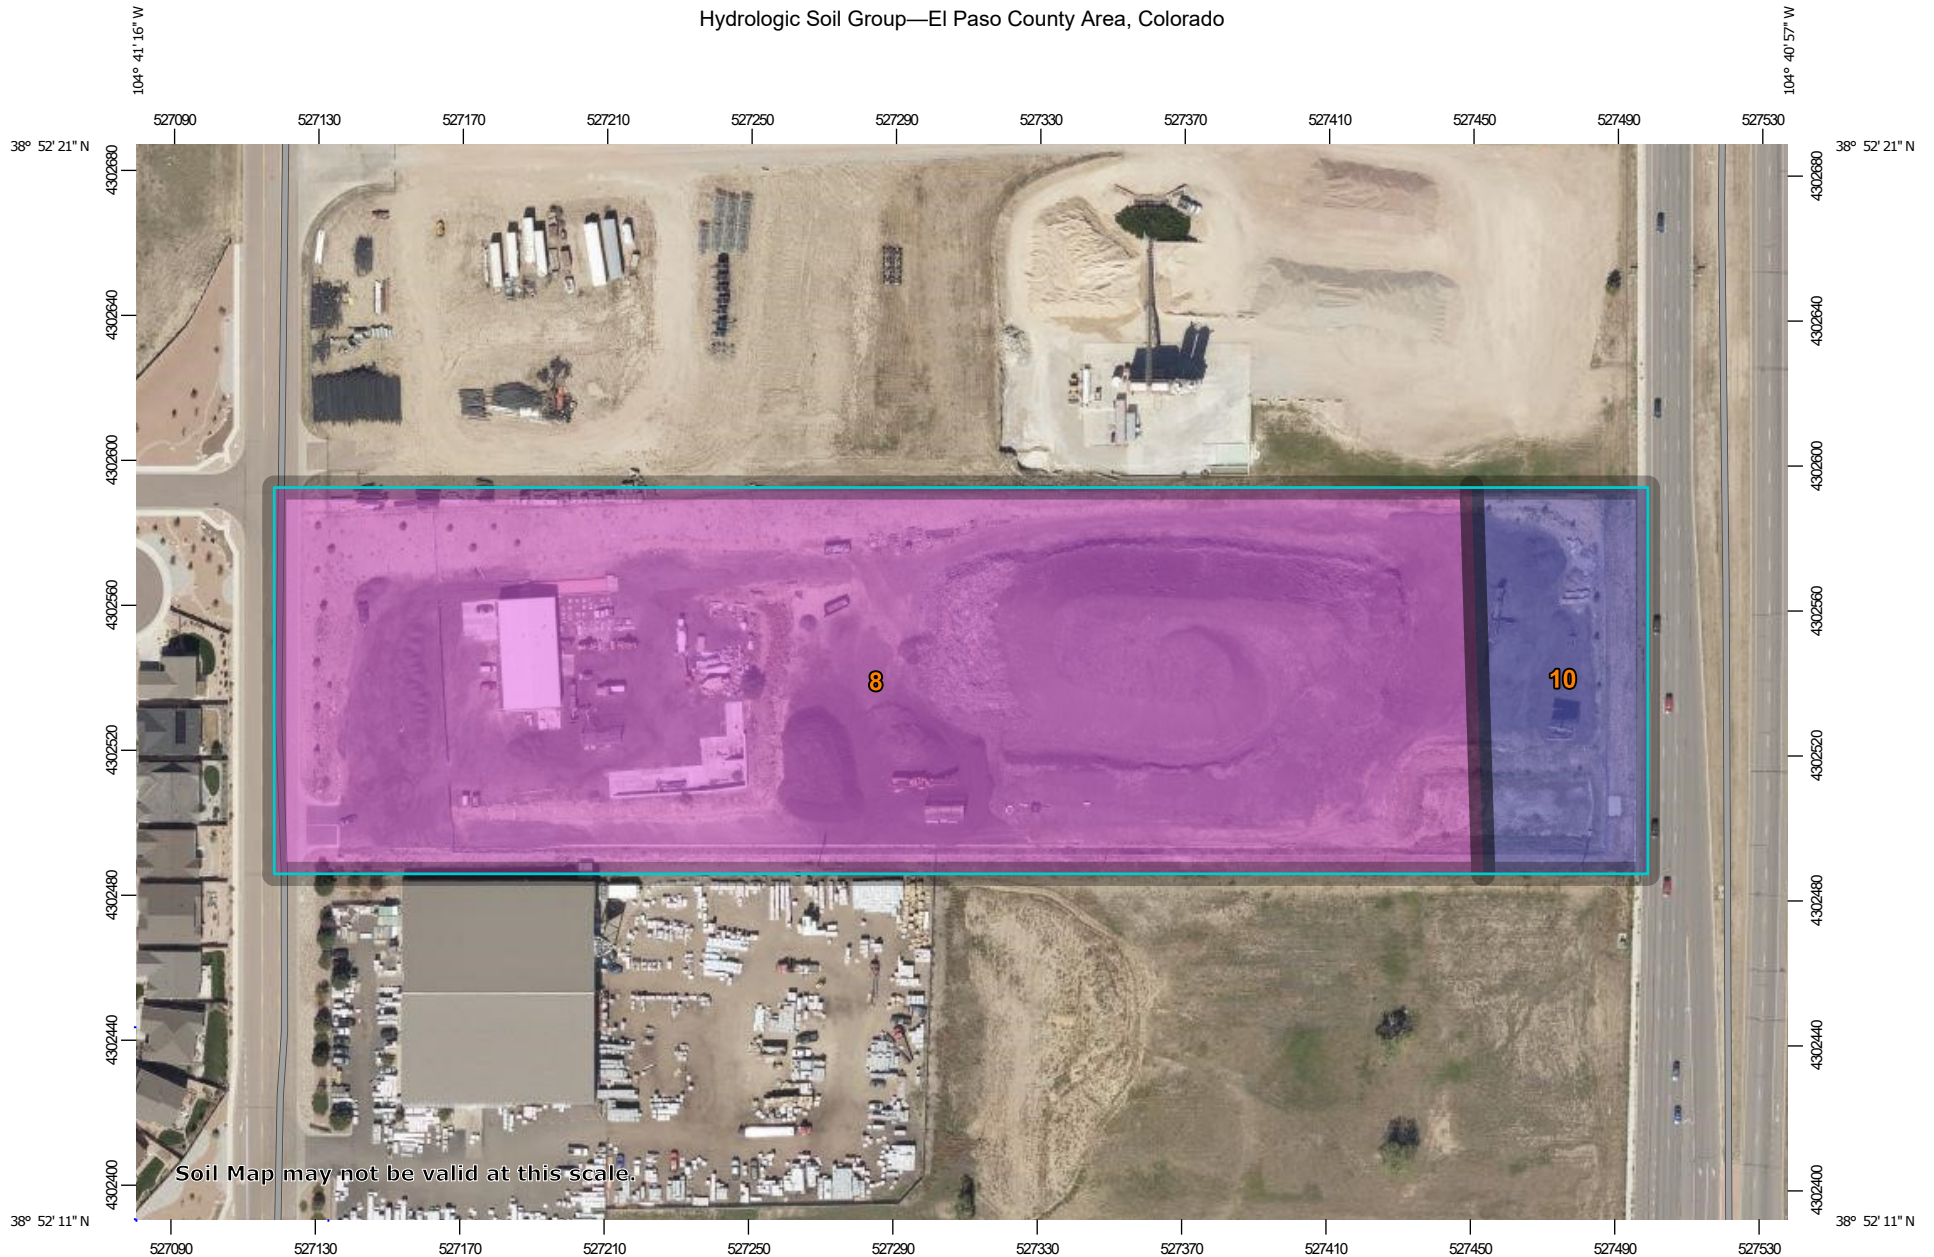 Hydrologic Soil Group—El Paso County Area, Colorado
104° 41' 16" W
104° 40' 57" W
527090 527130 527170 527210 527250 527290 527330 527370 527410 527450 527490 527530
38° 52' 21" N
38° 52' 21" N
4302680
4302680
4302640
4302640
4302600
4302600
4302560
4302560
8
10
4302520
4302520
4302480
4302480
4302440
4302440
4302400
4302400
Soil Map may not be valid at this scale.
38° 52' 11" N
38° 52' 11" N
527090 527130 527170 527210 527250 527290 527330 527370 527410 527450 527490 527530